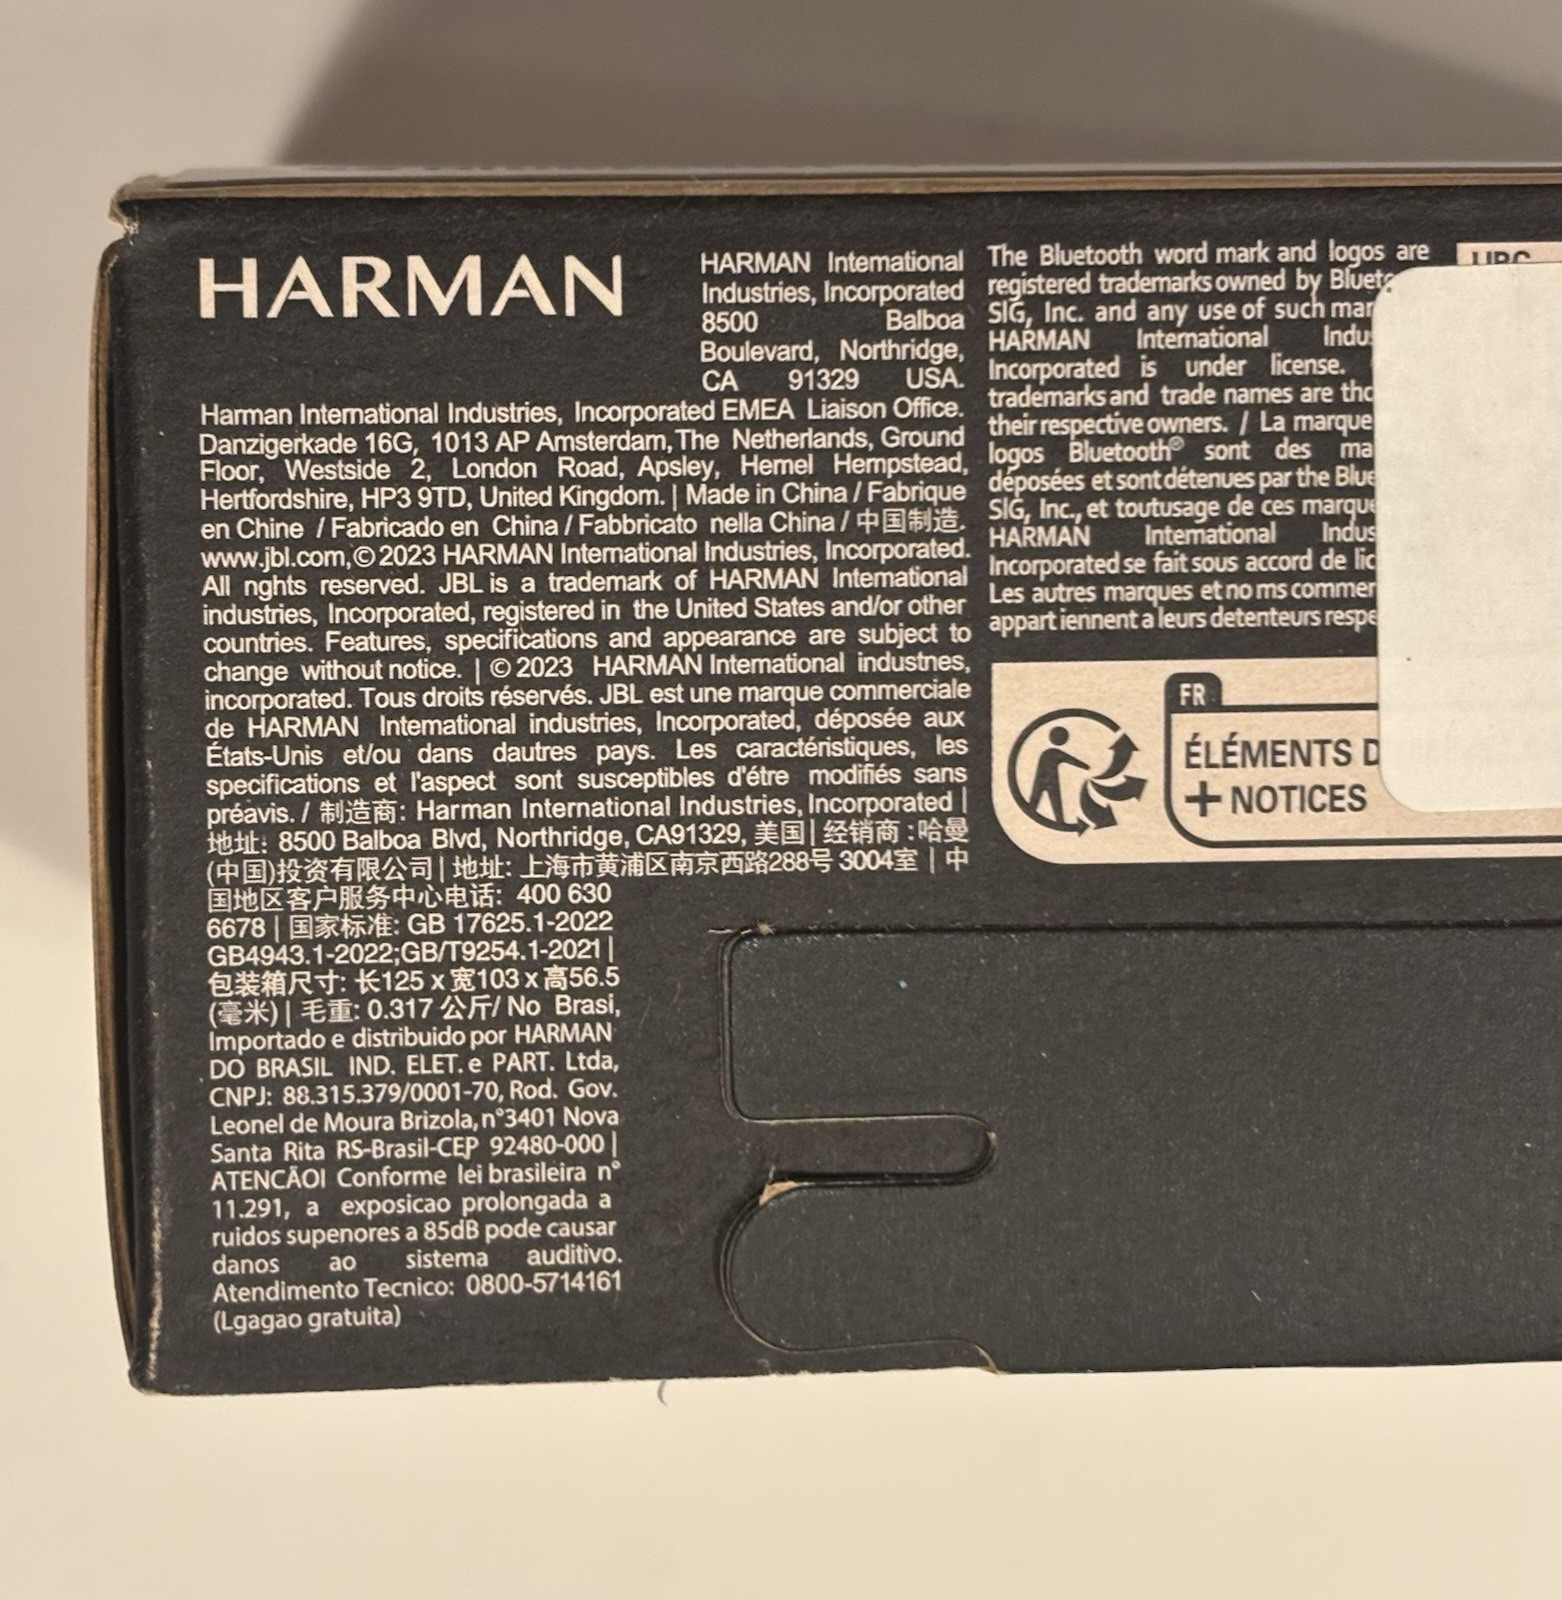 HARMAN
HARMAN International
Industries, Incorporated
8500 Balboa
Boulevard, Northridge,
CA 91329 USA.
Harman International Industries, Incorporated EMEA Liaison Office.
Danzigerkade 16G, 1013 AP Amsterdam, The Netherlands, Ground
Floor, Westside 2, London Road, Apsley, Hemel Hempstead,
Hertfordshire, HP3 9TD, United Kingdom. | Made in China / Fabrique
en Chine / Fabricado en China / Fabbricato nella China / 中国制造.
www.jbl.com,© 2023 HARMAN International Industries, Incorporated.
All nghts reserved. JBL is a trademark of HARMAN International
industries, Incorporated, registered in the United States and/or other
countries. Features, specifications and appearance are subject to
change without notice. | © 2023 HARMAN International industnes,
incorporated. Tous droits réservés. JBL est une marque commerciale
de HARMAN International industries, Incorporated, déposée aux
États-Unis et/ou dans dautres pays. Les caractéristiques, les
specifications et l'aspect sont susceptibles d'étre modifiés sans
préavis. / 制造商: Harman International Industries, Incorporated |
地址: 8500 Balboa Blvd, Northridge, CA91329, 美国 | 经销商 : 哈曼
(中国)投资有限公司 | 地址: 上海市黄浦区南京西路288号 3004室 | 中
国地区客户服务中心电话: 400 630
6678 | 国家标准: GB 17625.1-2022
GB4943.1-2022;GB/T9254.1-2021 |
包装箱尺寸: 长125 x 宽103 x 高56.5
(毫米) | 毛重: 0.317 公斤/ No Brasi,
Importado e distribuido por HARMAN
DO BRASIL IND. ELET. e PART. Ltda,
CNPJ: 88.315.379/0001-70, Rod. Gov.
Leonel de Moura Brizola, n°3401 Nova
Santa Rita RS-Brasil-CEP 92480-000 |
ATENCÃOI Conforme lei brasileira n°
11.291, a exposicao prolongada a
ruidos supenores a 85dB pode causar
danos ao sistema auditivo.
Atendimento Tecnico: 0800-5714161
(Lgagao gratuita)
The Bluetooth word mark and logos are
registered trademarks owned by Bluet
SIG, Inc. and any use of such mar
HARMAN International Indus
Incorporated is under license.
trademarks and trade names are tho
their respective owners. / La marque
logos Bluetooth® sont des ma
déposées et sont détenues par the Blue
SIG, Inc., et toutusage de ces marque
HARMAN International Indus
Incorporated se fait sous accord de lic
Les autres marques et no ms commer
appart iennent a leurs detenteurs respe
FR
ÉLÉMENTS D
+ NOTICES